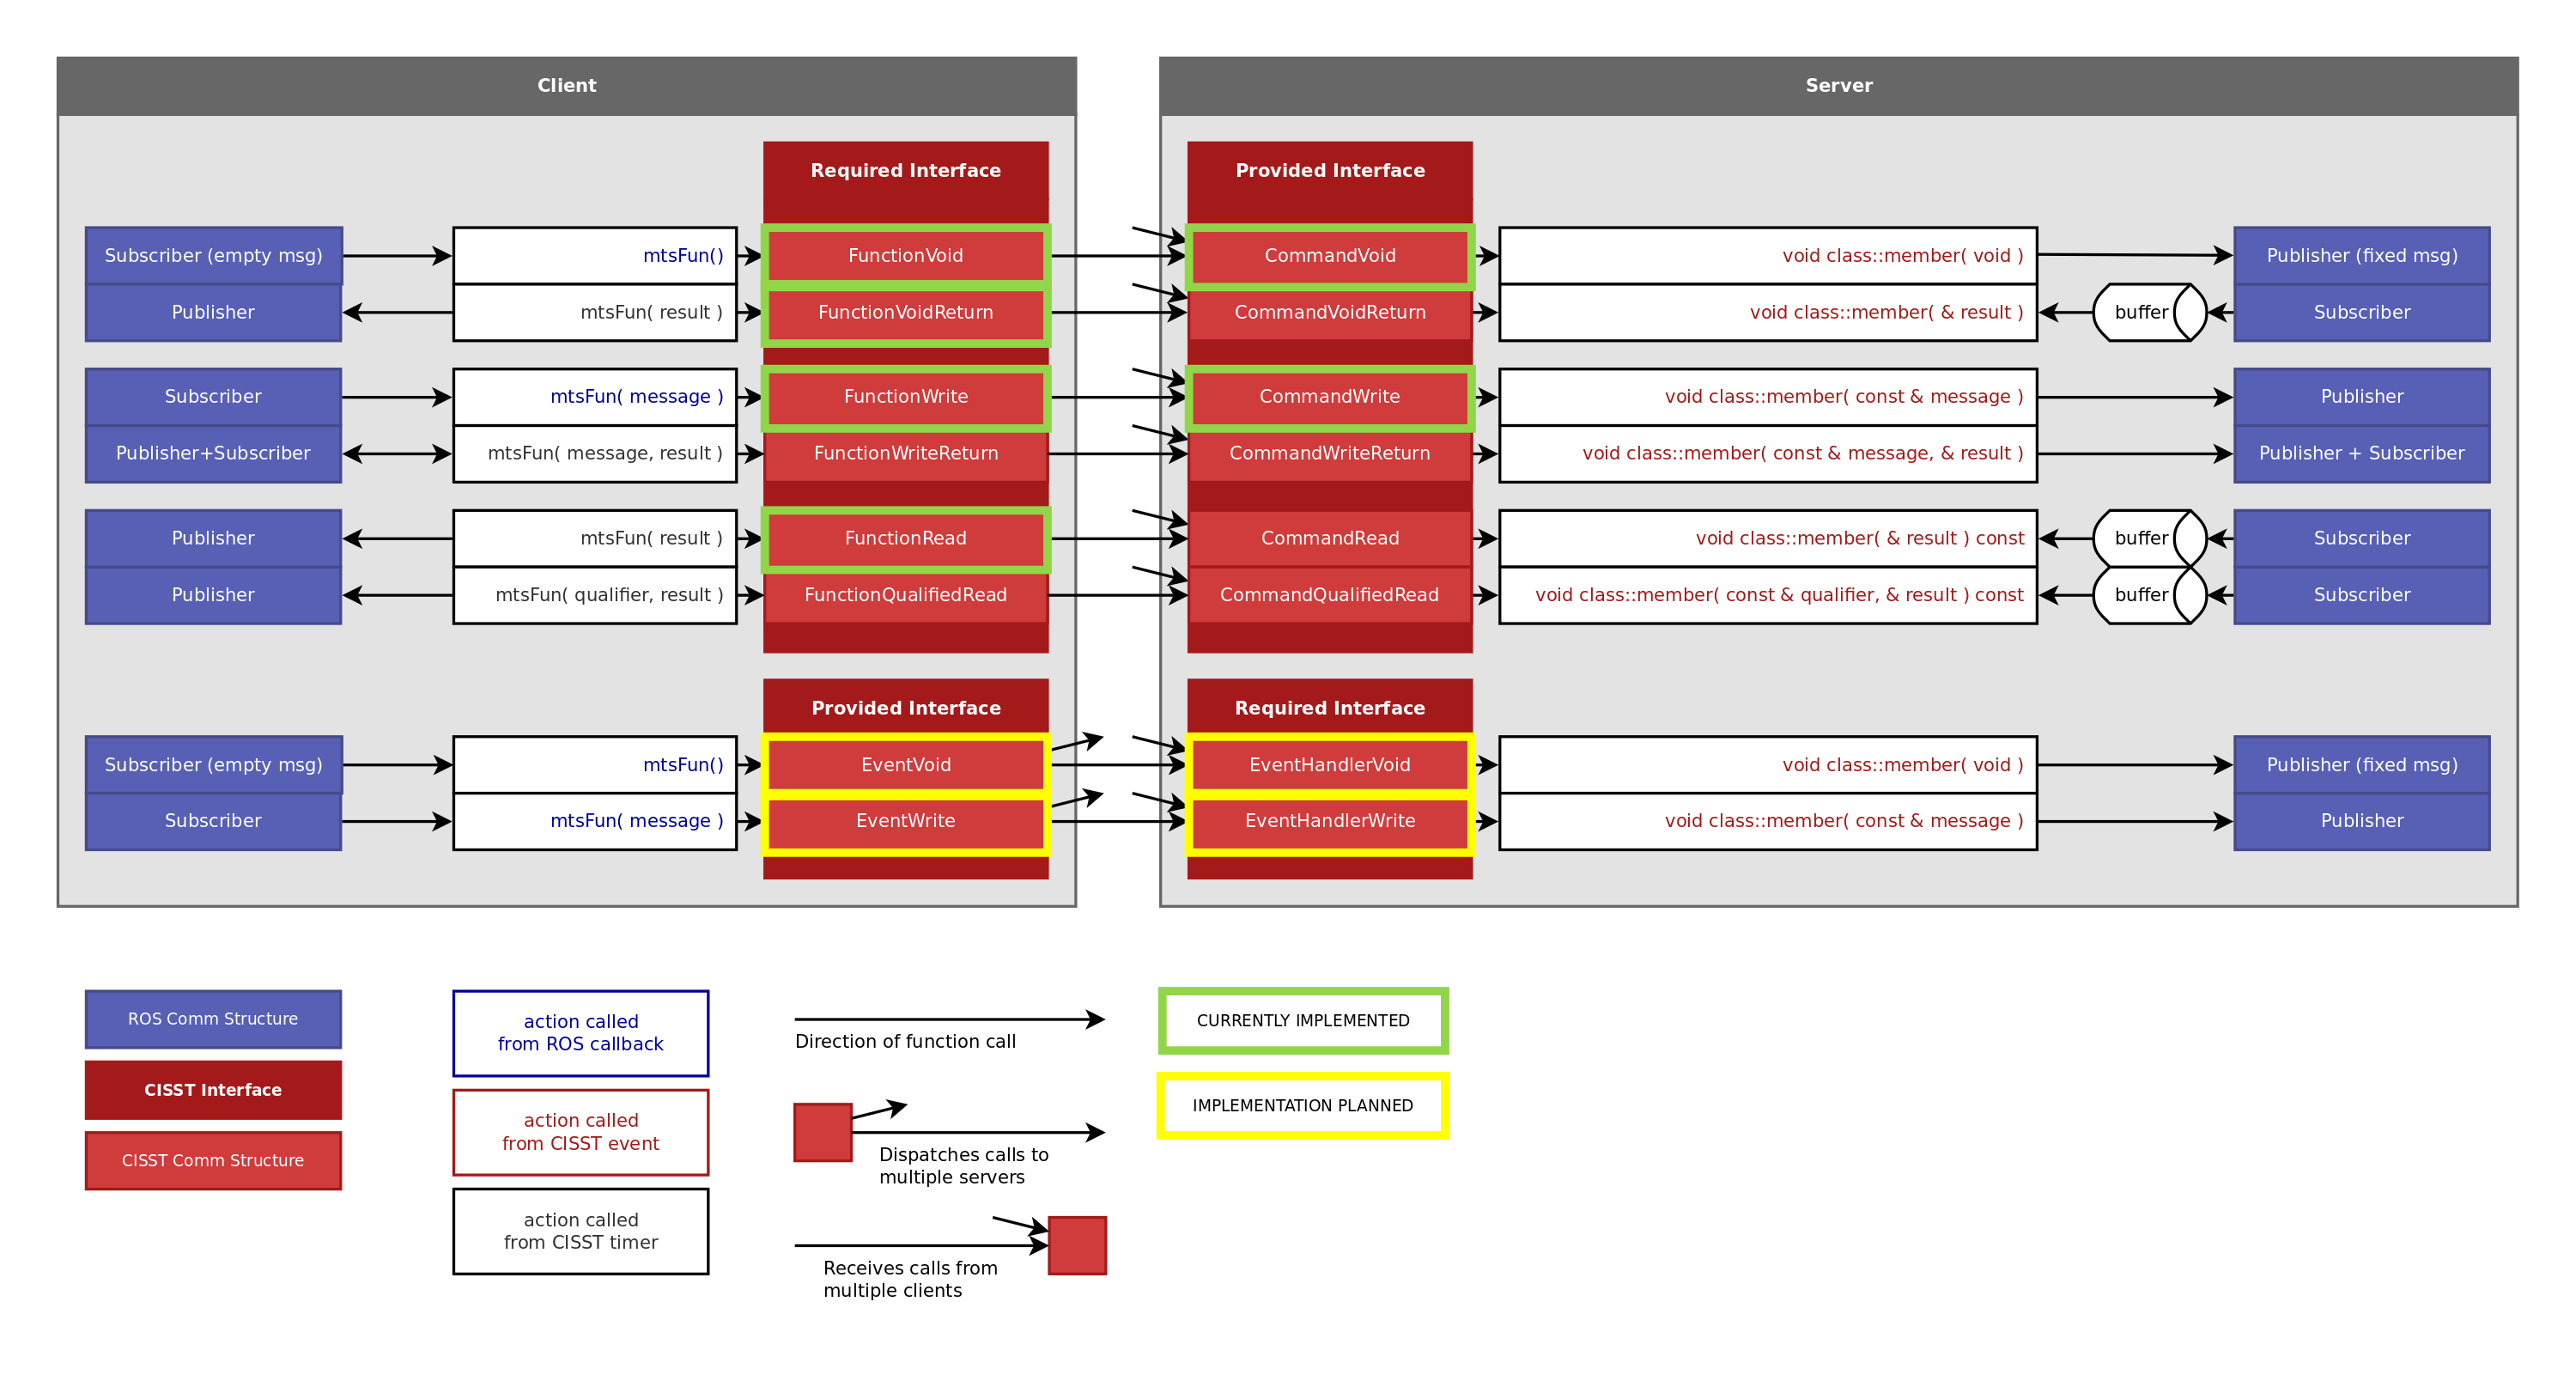 Client
Server
Required Interface
Provided Interface
Subscriber (empty msg) mtsFun() FunctionVoid CommandVoid void class::member( void ) Publisher (fixed msg)
Publisher mtsFun( result ) FunctionVoidReturn CommandVoidReturn void class::member( & result ) buffer Subscriber
Subscriber mtsFun( message ) FunctionWrite CommandWrite void class::member( const & message ) Publisher
Publisher+Subscriber mtsFun( message, result ) FunctionWriteReturn CommandWriteReturn void class::member( const & message, & result ) Publisher + Subscriber
Publisher mtsFun( result ) FunctionRead CommandRead void class::member( & result ) const buffer Subscriber
Publisher mtsFun( qualifier, result ) FunctionQualifiedRead CommandQualifiedRead void class::member( const & qualifier, & result ) const buffer Subscriber
Provided Interface
Required Interface
Subscriber (empty msg) mtsFun() EventVoid EventHandlerVoid void class::member( void ) Publisher (fixed msg)
Subscriber mtsFun( message ) EventWrite EventHandlerWrite void class::member( const & message ) Publisher
ROS Comm Structure
CISST Interface
CISST Comm Structure
action called
from ROS callback
action called
from CISST event
action called
from CISST timer
Direction of function call
Dispatches calls to
multiple servers
Receives calls from
multiple clients
CURRENTLY IMPLEMENTED
IMPLEMENTATION PLANNED